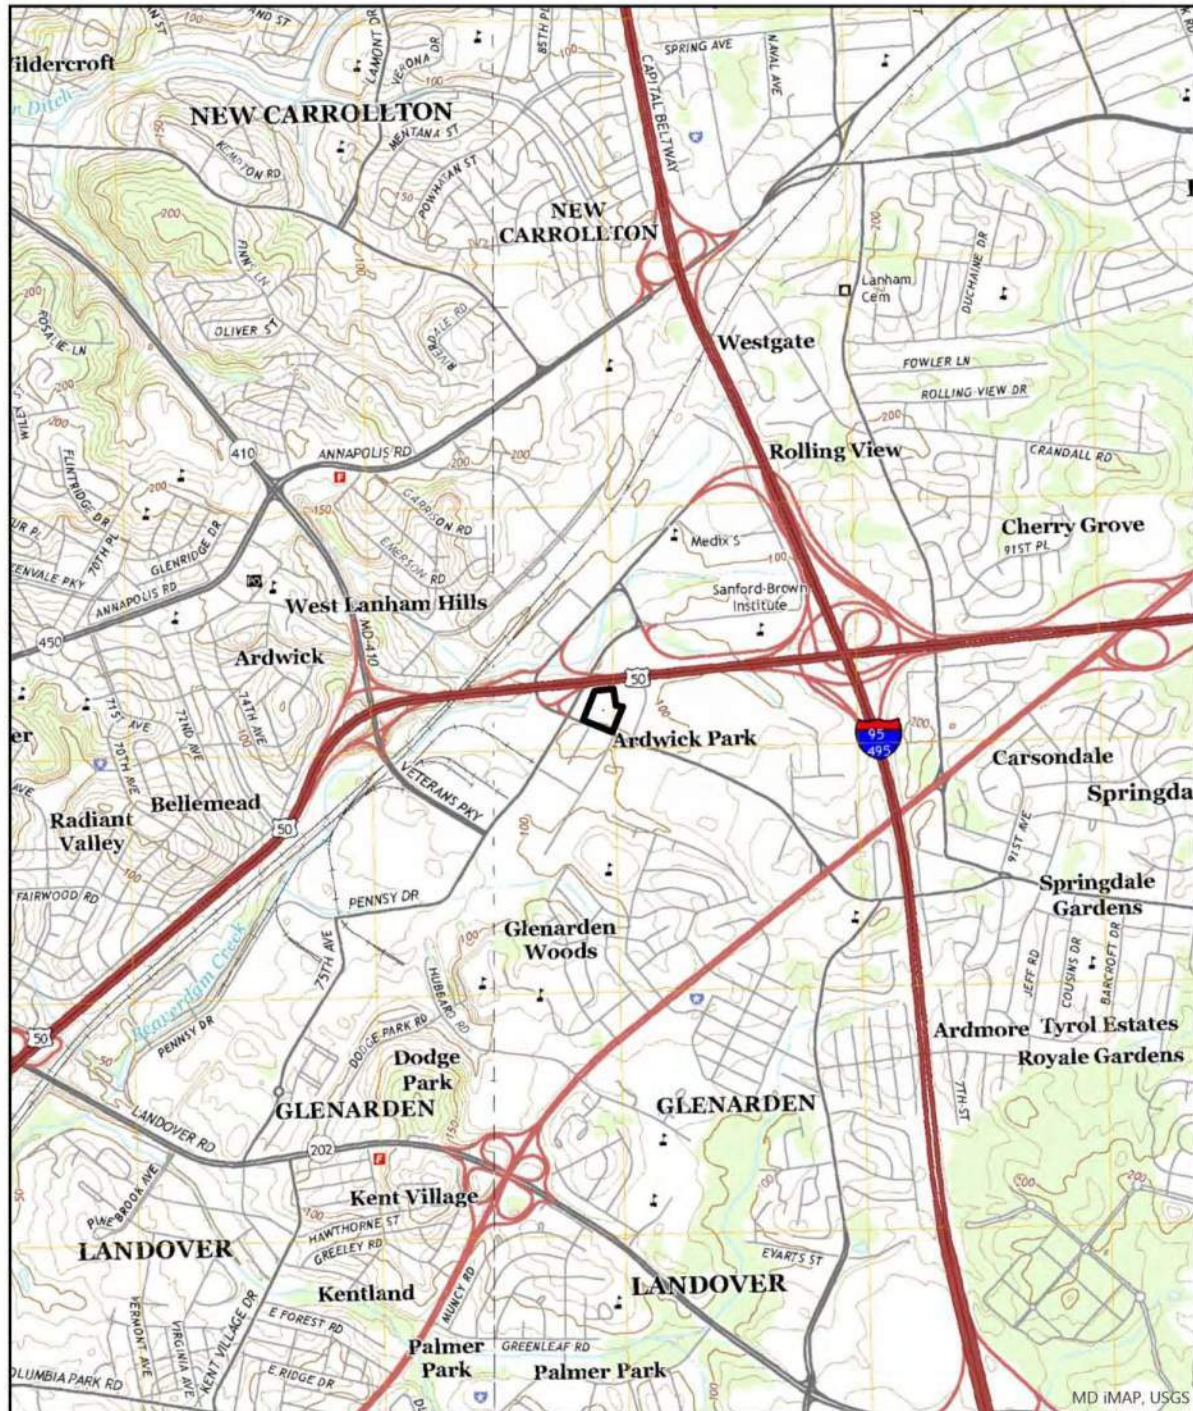 SPRING AVE
NAVAL AVE
85TH PL
LAMONT DR
VERONA DR
CAPITAL BELTWAY
NEW CARROLLTON
MENTANA ST
KEMPTON RD
POWHATAN ST
NEW
CARROLLTON
DUCHAINE DR
FINNY LN
Lanham
Cem
OLIVER ST
Westgate
FOWLER LN
ROLLING VIEW DR
ANNAPOLIS RD
410
F
Rolling View
CRANDALL RD
FLINTRIDGE DR
GARRISON RD
70TH PL
GLENRIDGE DR
EMERSON RD
Medix S
Cherry Grove
91ST PL
ANNAPOLIS RD
PO
West Lanham Hills
Sanford-Brown
Institute
450
MD-410
Ardwick
50
71ST AVE
72ND AVE
74TH AVE
70TH AVE
Ardwick Park
95
495
Carsondale
VETERANS PKY
Bellemead
Springda
Radiant
Valley
50
91ST AVE
FAIRWOOD RD
PENNSY DR
Springdale
Gardens
Glenarden
Woods
75TH AVE
HUBBARD RD
JEFF RD
COUSINS DR
BARCROFT DR
Beaverdam Creek
50
PENNSY DR
DODGE PARK RD
Ardmore
Tyrol Estates
Dodge
Park
Royale Gardens
GLENARDEN
GLENARDEN
7TH ST
LANDOVER RD
202
F
PINEBROOK AVE
Kent Village
HAWTHORNE ST
GREELEY RD
LANDOVER
EVARTS ST
LANDOVER
Kentland
MUNCY RD
VERMONT AVE
VIRGINIA AVE
KENT VILLAGE DR
E FOREST RD
GREENLEAF RD
Palmer
Park
Palmer Park
E RIDGE DR
OLUMBIA PARK RD
MD iMAP, USGS